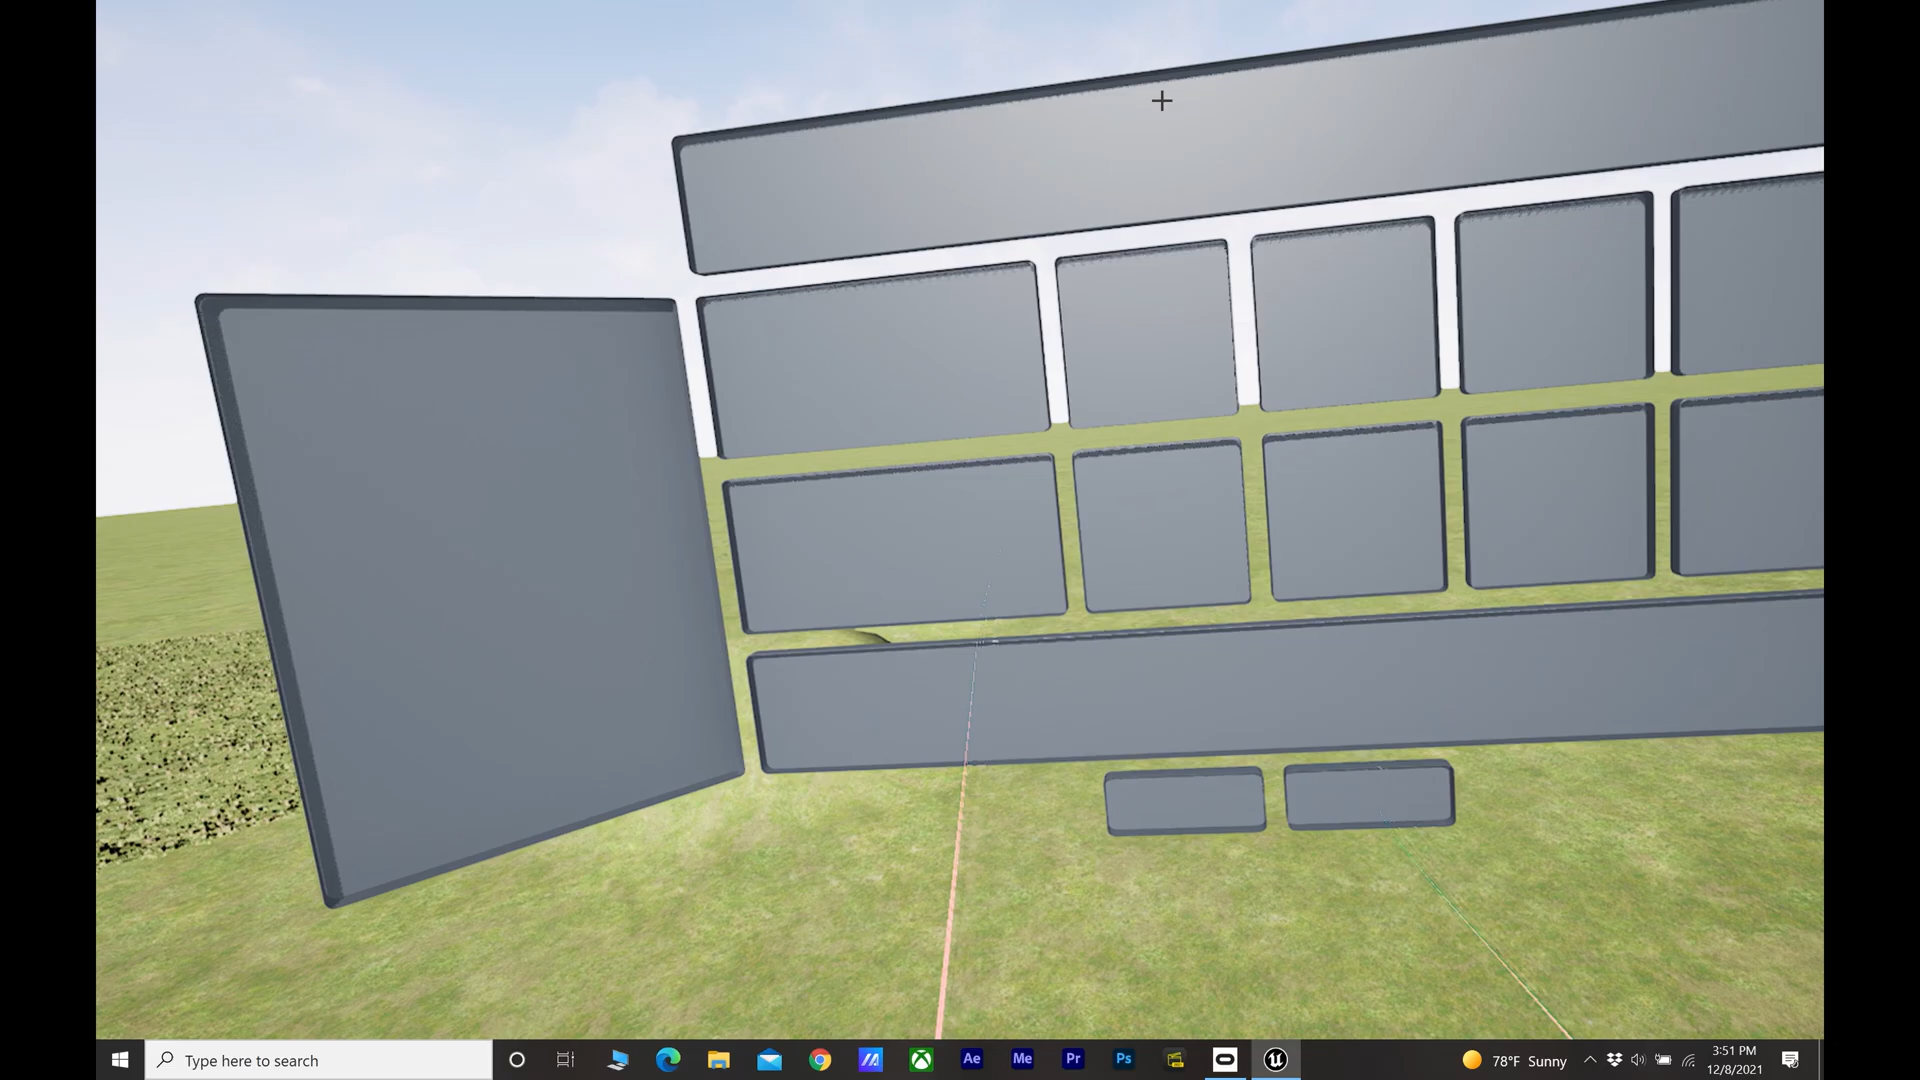 Type here to search
Ae
Me
Pr
Ps
78°F Sunny
3:51 PM
12/8/2021